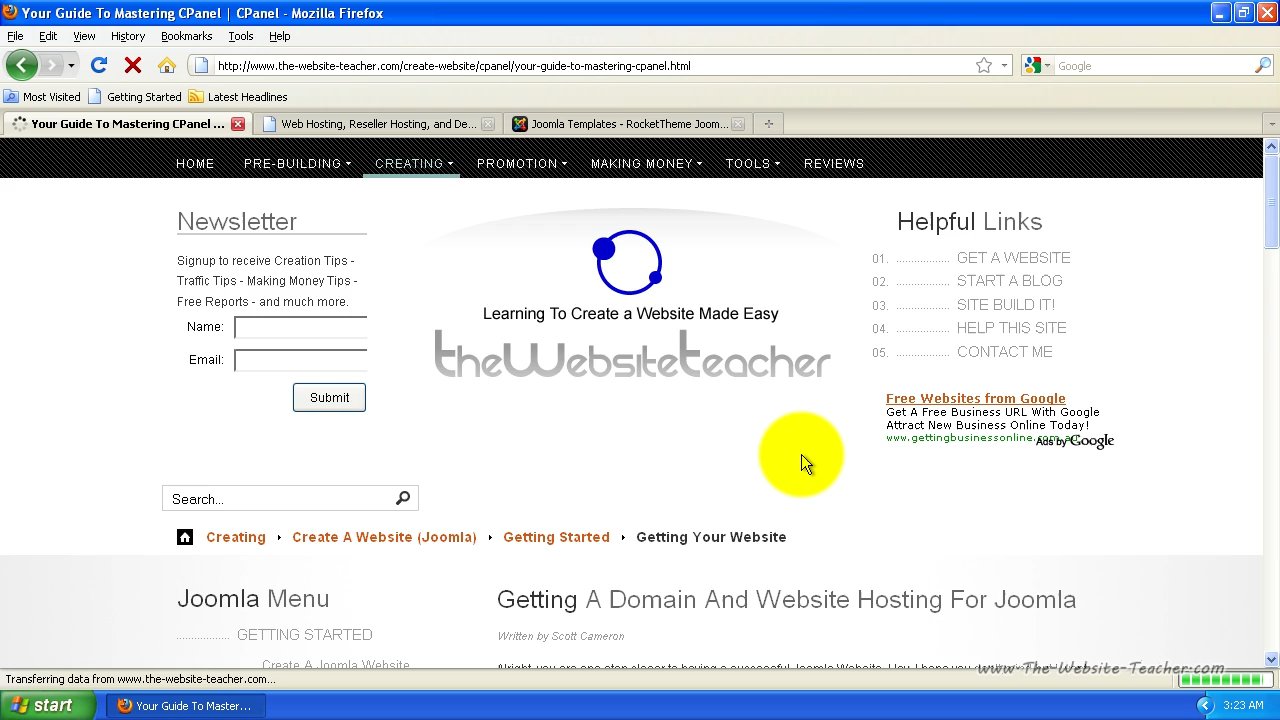 Your Guide To Mastering CPanel | CPanel - Mozilla Firefox
File Edit View History Bookmarks Tools Help
http://www.the-website-teacher.com/create-website/cpanel/your-guide-to-mastering-cpanel.html
Google
Most Visited Getting Started Latest Headlines
Your Guide To Mastering CPanel ... Web Hosting, Reseller Hosting, and De... Joomla Templates - RocketTheme Joom...
HOME PRE-BUILDING CREATING PROMOTION MAKING MONEY TOOLS REVIEWS
Newsletter
Signup to receive Creation Tips -
Traffic Tips - Making Money Tips -
Free Reports - and much more.
Name:
Email:
Submit
Learning To Create a Website Made Easy
theWebsiteTeacher
Helpful Links
01. GET A WEBSITE
02. START A BLOG
03. SITE BUILD IT!
04. HELP THIS SITE
05. CONTACT ME
Free Websites from Google
Get A Free Business URL With Google
Attract New Business Online Today!
www.gettingbusinessonline.com.au
Ads by Google
Search...
Creating Create A Website (Joomla) Getting Started Getting Your Website
Joomla Menu
GETTING STARTED
Create A Joomla Website
Getting A Domain And Website Hosting For Joomla
Written by Scott Cameron
www.The-Website-Teacher.com
Transferring data from www.the-website-teacher.com...
start Your Guide To Master... 3:23 AM